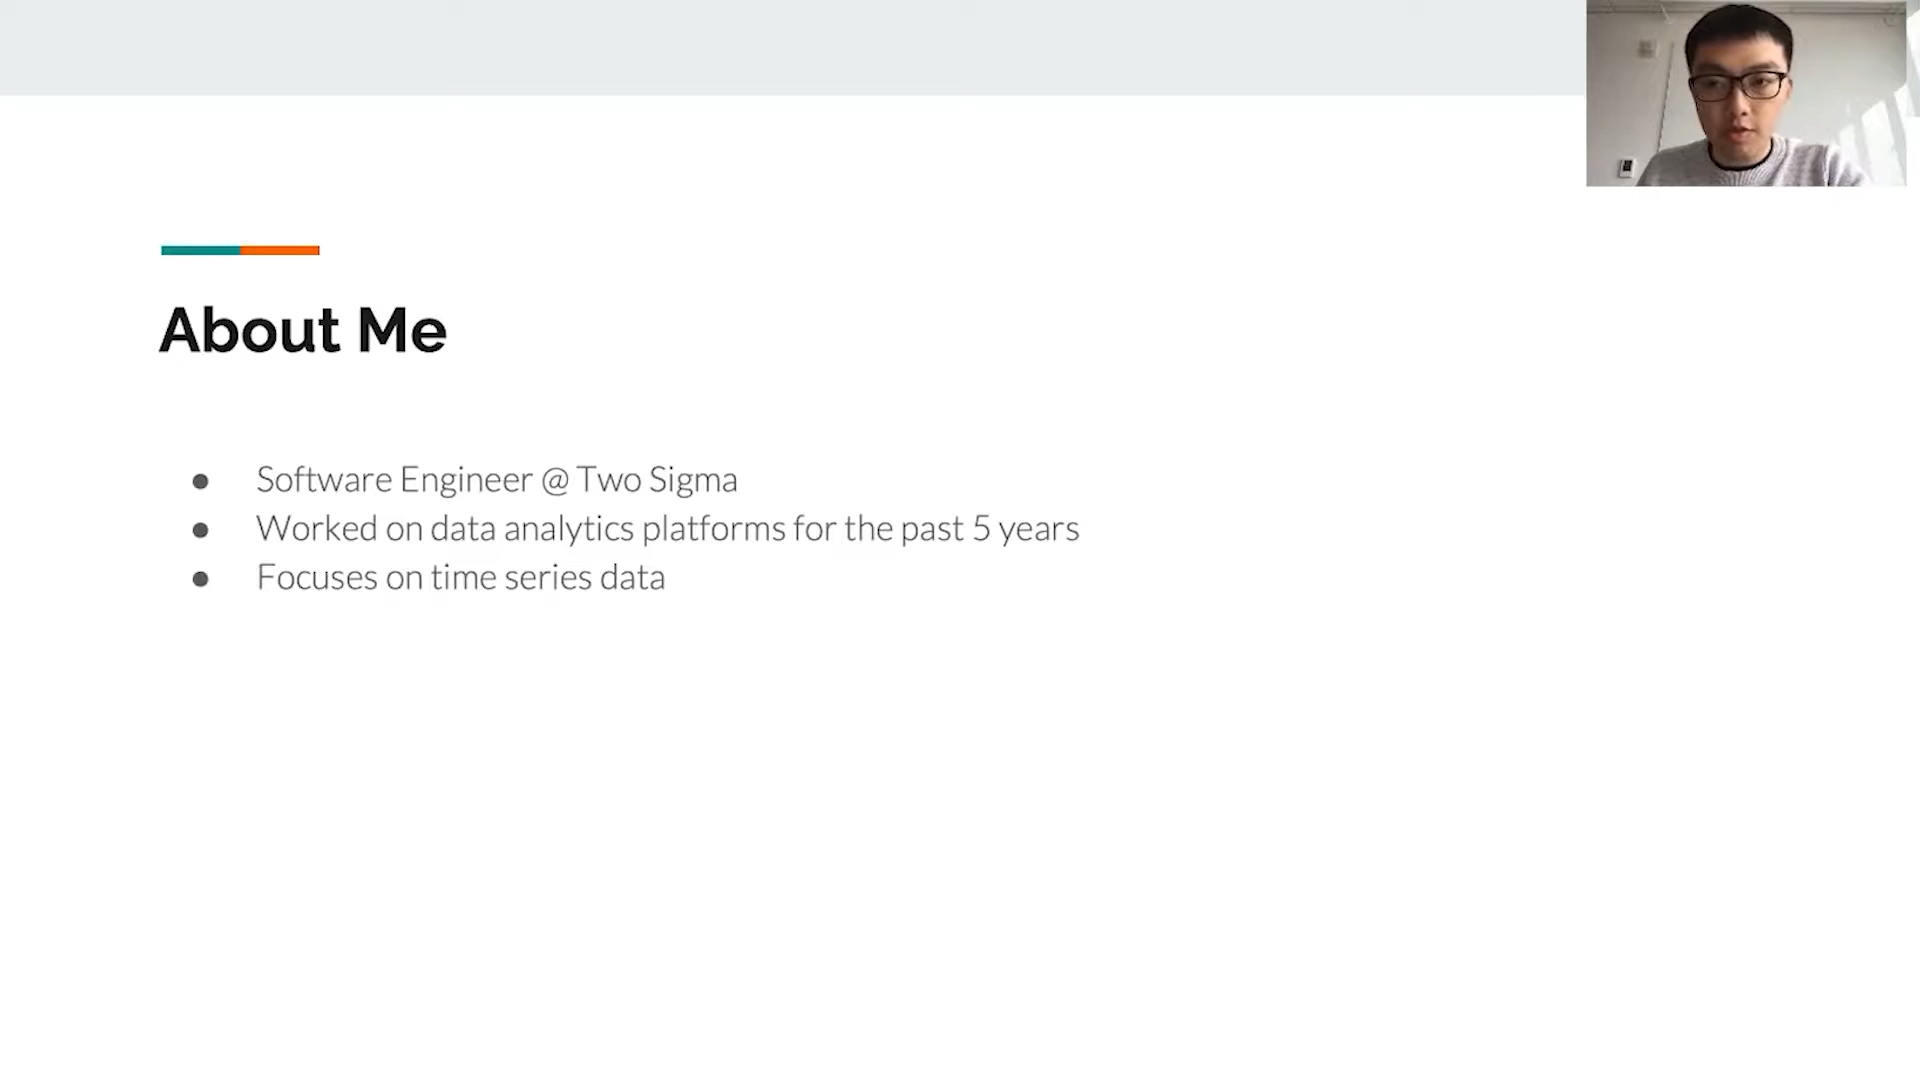 About Me
● Software Engineer @ Two Sigma
● Worked on data analytics platforms for the past 5 years
● Focuses on time series data